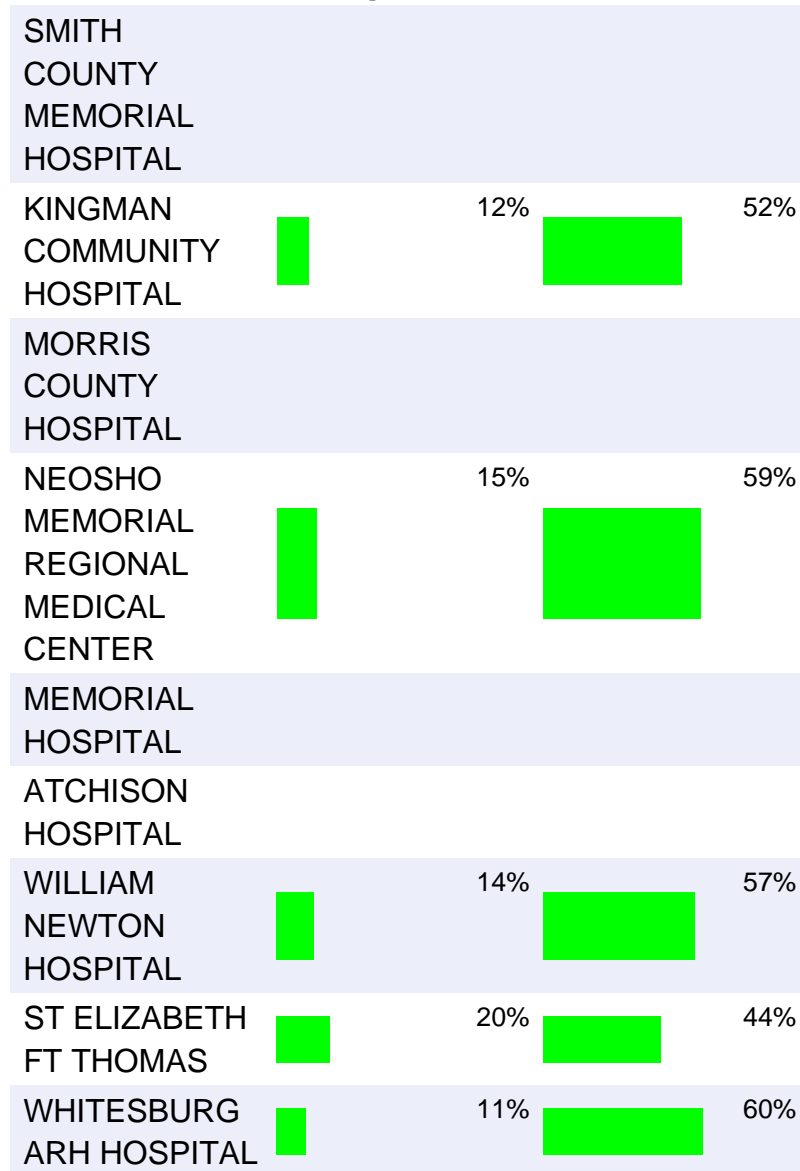 SMITH
COUNTY
MEMORIAL
HOSPITAL
KINGMAN 12% 52%
COMMUNITY
HOSPITAL
MORRIS
COUNTY
HOSPITAL
NEOSHO 15% 59%
MEMORIAL
REGIONAL
MEDICAL
CENTER
MEMORIAL
HOSPITAL
ATCHISON
HOSPITAL
WILLIAM 14% 57%
NEWTON
HOSPITAL
ST ELIZABETH 20% 44%
FT THOMAS
WHITESBURG 11% 60%
ARH HOSPITAL